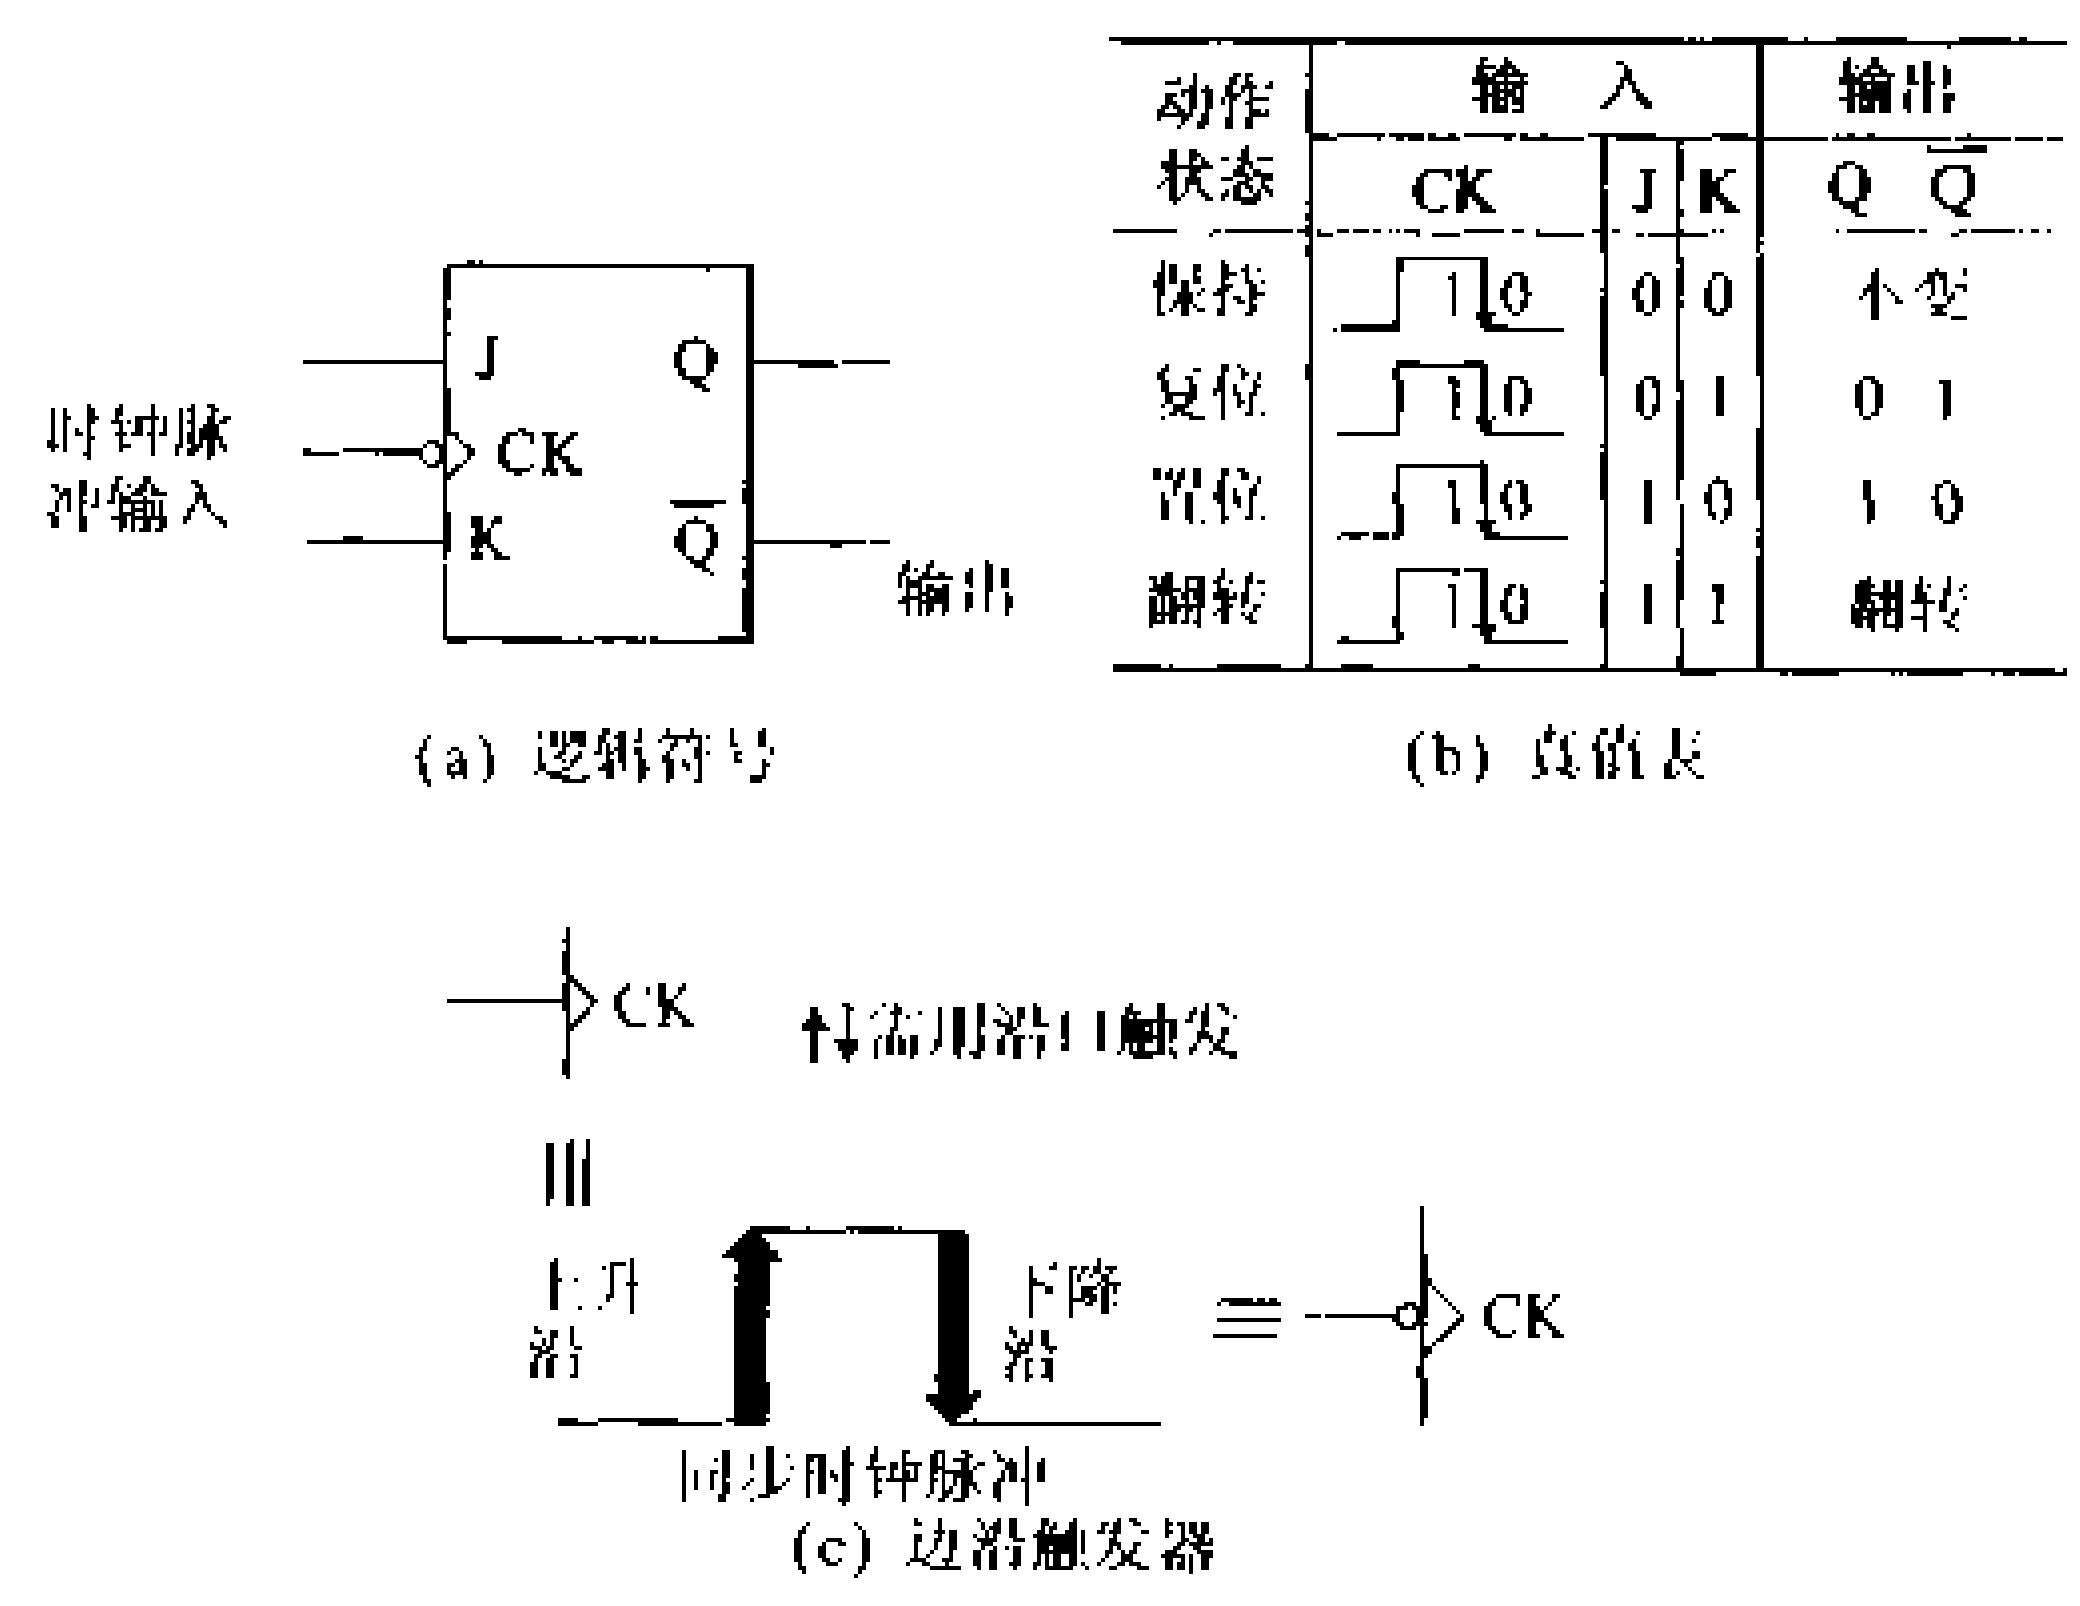 J Q
时钟脉
冲输入
CK
K Q̅
输出
(a) 逻辑符号
动作
状态
输 入 输出
CK J K Q Q̅
保持 1 0 0 0 不变
复位 1 0 0 1 0 1
置位 1 0 1 0 1 0
翻转 1 0 1 1 翻转
(b) 真值表
CK
↑↓常用沿口触发
上升
沿
下降
沿
CK
同步时钟脉冲
(c) 边沿触发器